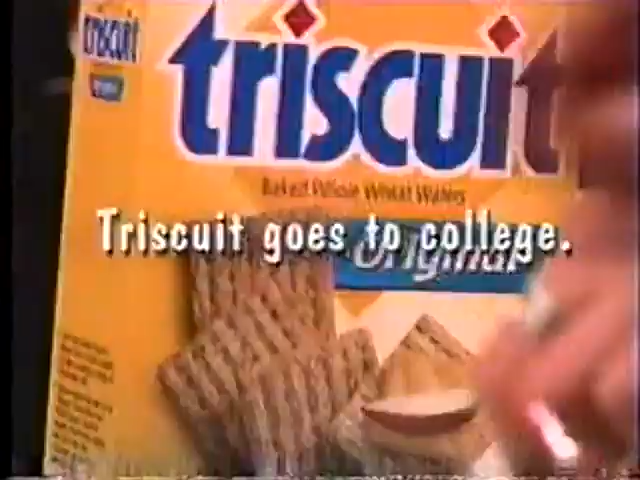 triscuit
triscuit
Baked Whole Wheat Wafers
Triscuit goes to college.
Original